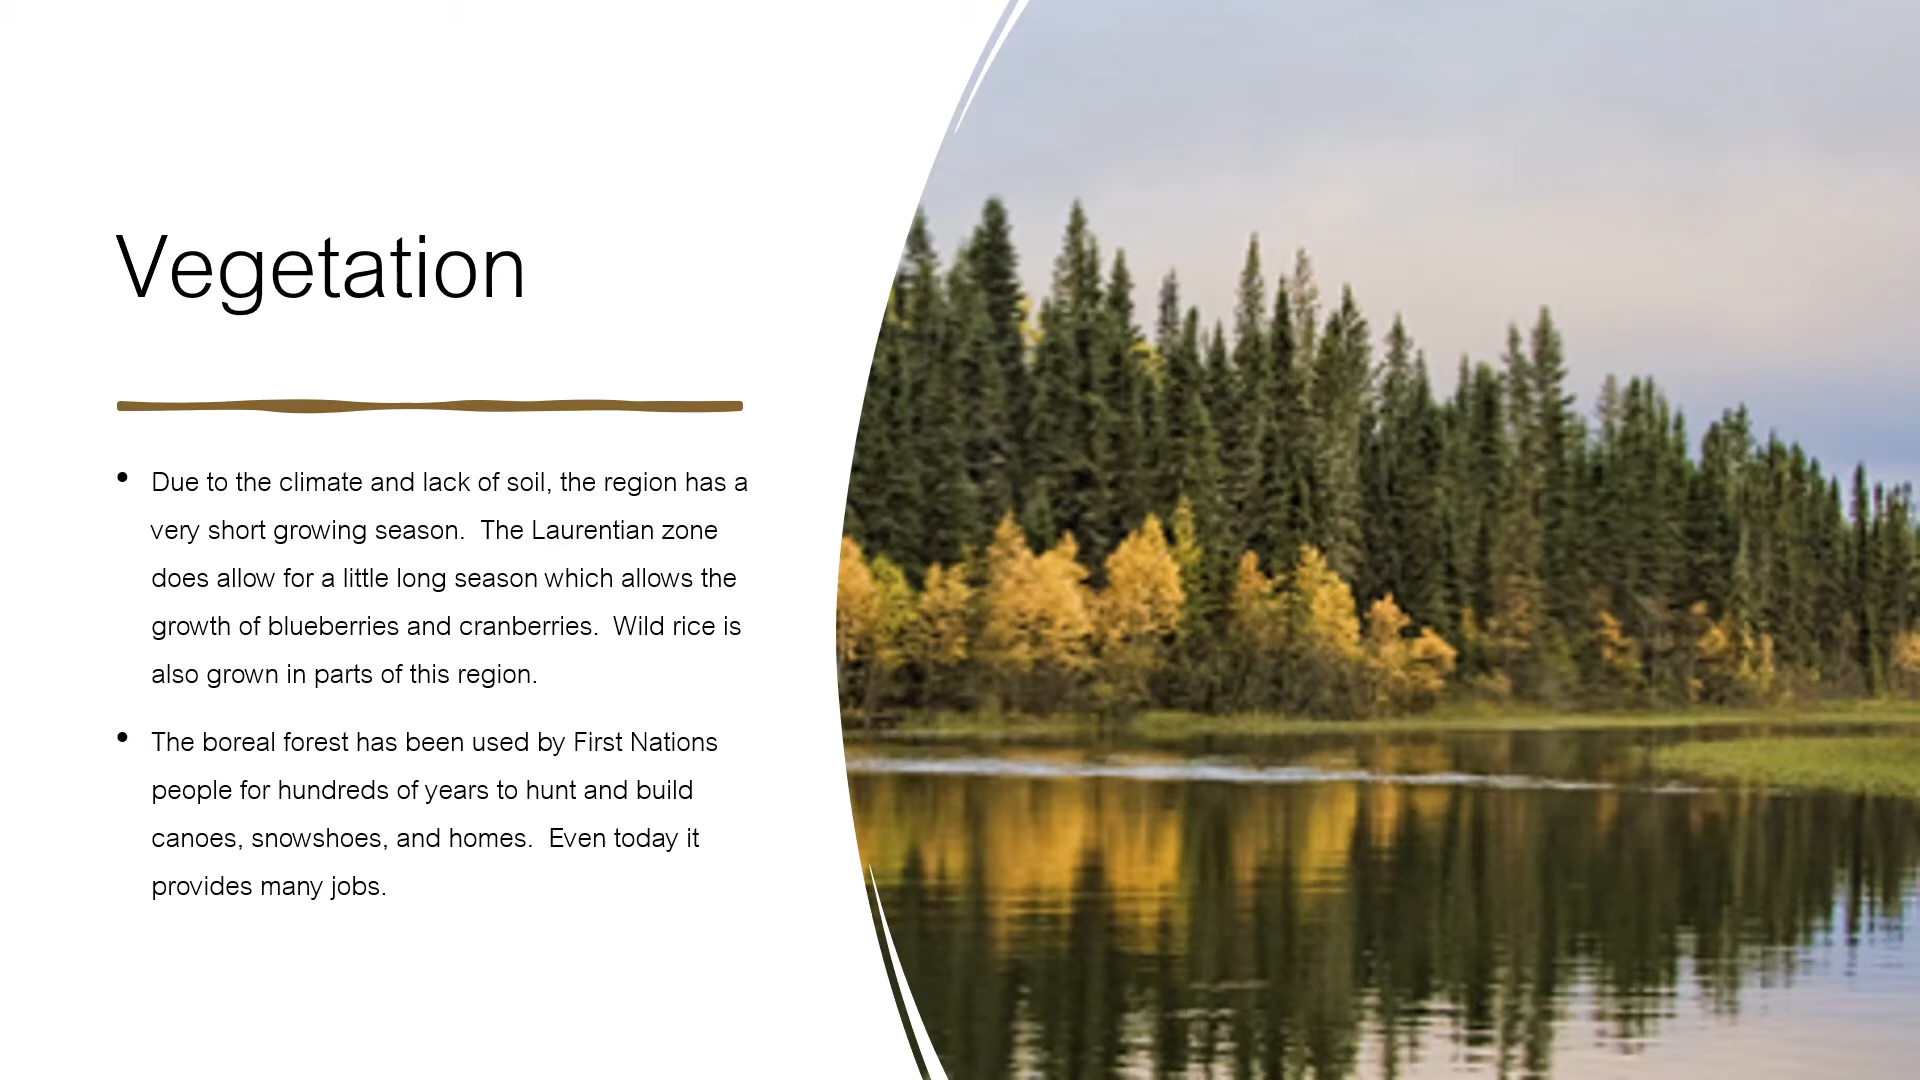 Vegetation
• Due to the climate and lack of soil, the region has a
very short growing season.  The Laurentian zone
does allow for a little long season which allows the
growth of blueberries and cranberries.  Wild rice is
also grown in parts of this region.
• The boreal forest has been used by First Nations
people for hundreds of years to hunt and build
canoes, snowshoes, and homes.  Even today it
provides many jobs.